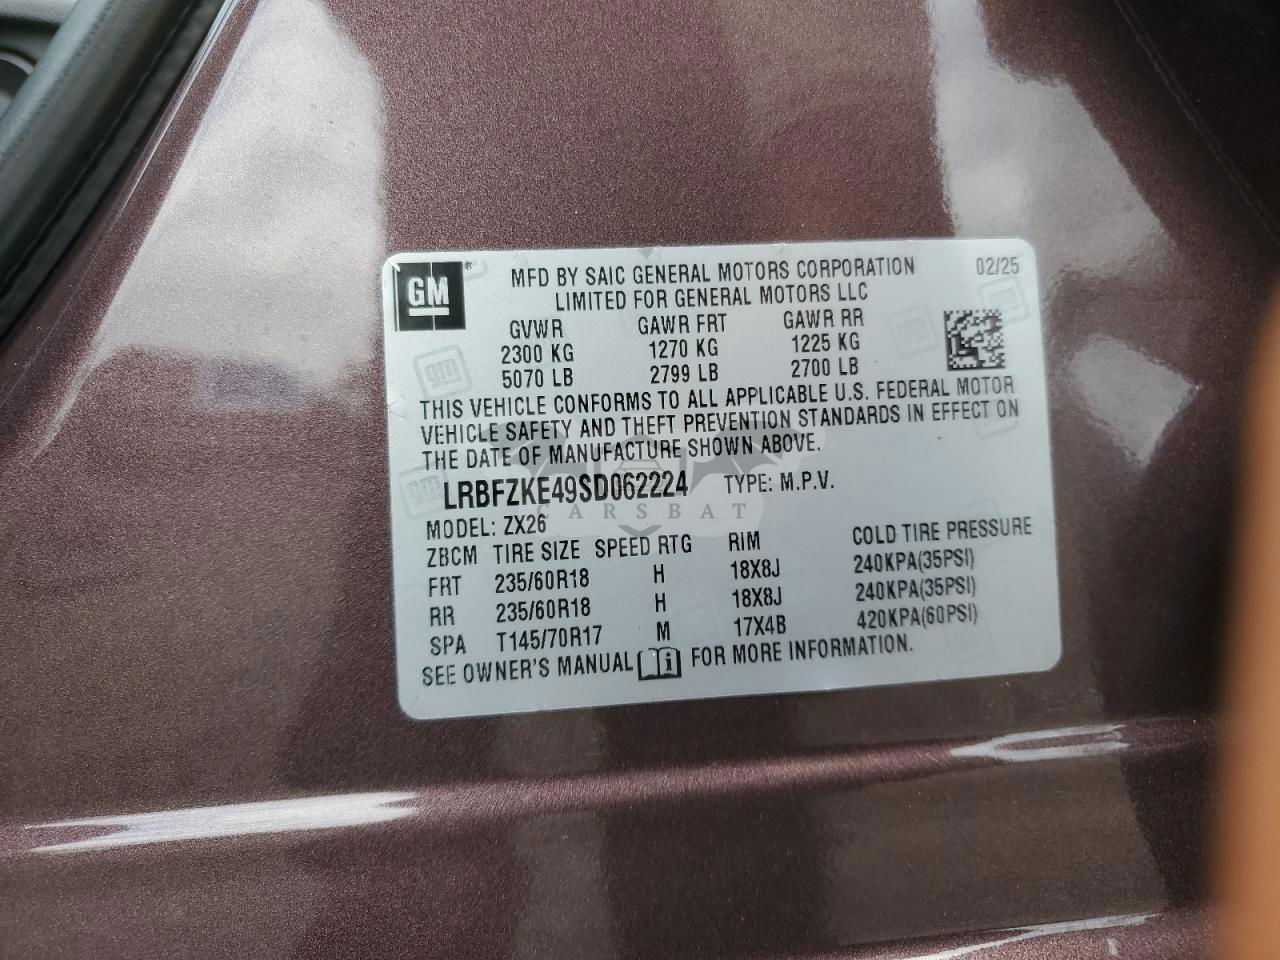 GM ® MFD BY SAIC GENERAL MOTORS CORPORATION 02/25
LIMITED FOR GENERAL MOTORS LLC
GVWR GAWR FRT GAWR RR
2300 KG 1270 KG 1225 KG
5070 LB 2799 LB 2700 LB
THIS VEHICLE CONFORMS TO ALL APPLICABLE U.S. FEDERAL MOTOR
VEHICLE SAFETY AND THEFT PREVENTION STANDARDS IN EFFECT ON
THE DATE OF MANUFACTURE SHOWN ABOVE.
LRBFZKE49SD062224 TYPE: M.P.V.
CARSBAT
MODEL: ZX26
ZBCM TIRE SIZE SPEED RTG RIM COLD TIRE PRESSURE
FRT 235/60R18 H 18X8J 240KPA(35PSI)
RR 235/60R18 H 18X8J 240KPA(35PSI)
SPA T145/70R17 M 17X4B 420KPA(60PSI)
SEE OWNER'S MANUAL i FOR MORE INFORMATION.